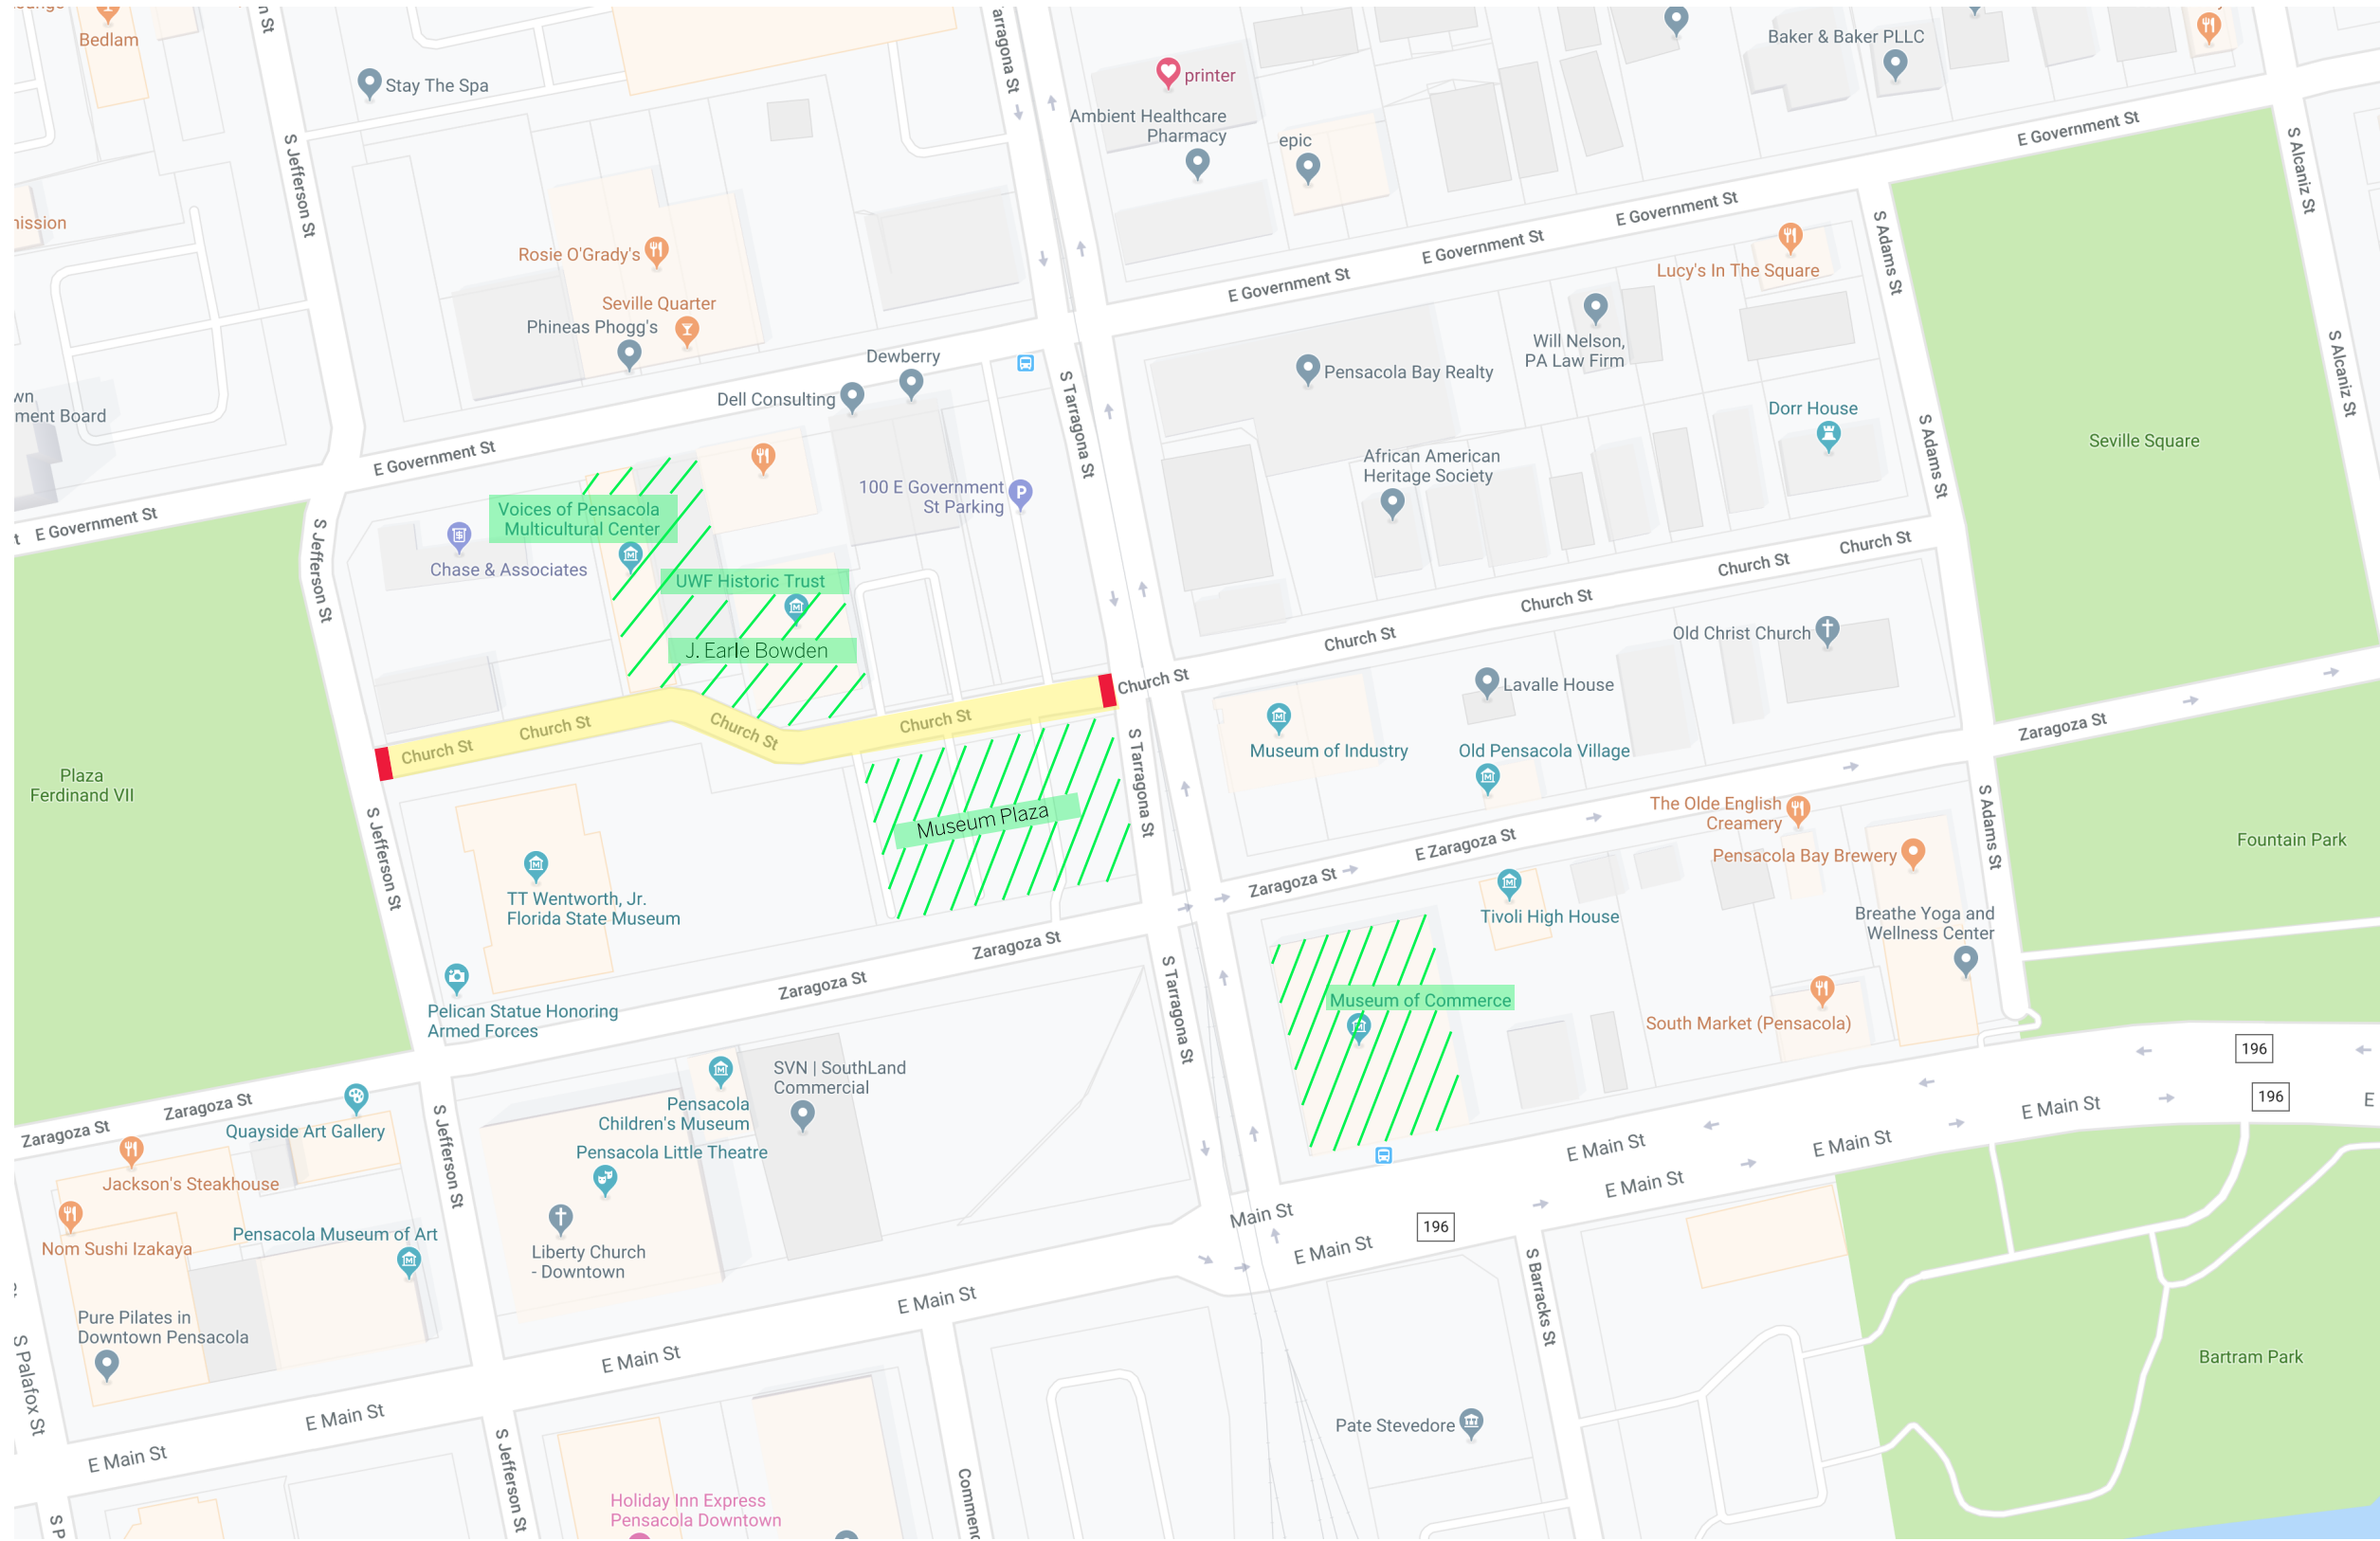 Bedlam
Stay The Spa
S Jefferson St
Tarragona St
printer
Ambient Healthcare
Pharmacy
epic
Baker & Baker PLLC
E Government St
S Alcaniz St
E Government St
S Adams St
E Government St
E Government St
Lucy's In The Square
Rosie O'Grady's
Seville Quarter
Phineas Phogg's
Dewberry
Dell Consulting
Will Nelson,
PA Law Firm
Pensacola Bay Realty
S Alcaniz St
S Tarragona St
Dorr House
Seville Square
ment Board
E Government St
E Government St
100 E Government
St Parking
P
African American
Heritage Society
S Adams St
Voices of Pensacola
Multicultural Center
S Jefferson St
Chase & Associates
UWF Historic Trust
J. Earle Bowden
Church St
Church St
Church St
Church St
Old Christ Church
Church St
Lavalle House
Church St
Church St
Church St
Church St
Zaragoza St
Museum of Industry
Old Pensacola Village
S Tarragona St
Plaza
Ferdinand VII
Museum Plaza
The Olde English
Creamery
S Adams St
Fountain Park
S Jefferson St
E Zaragoza St
Pensacola Bay Brewery
Zaragoza St
TT Wentworth, Jr.
Florida State Museum
Tivoli High House
Breathe Yoga and
Wellness Center
Zaragoza St
Zaragoza St
S Tarragona St
Museum of Commerce
South Market (Pensacola)
Pelican Statue Honoring
Armed Forces
196
196
SVN | SouthLand
Commercial
Pensacola
Children's Museum
Zaragoza St
Zaragoza St
Quayside Art Gallery
S Jefferson St
E Main St
E Main St
E Main St
E
Pensacola Little Theatre
Jackson's Steakhouse
E Main St
Main St
196
E Main St
Nom Sushi Izakaya
Pensacola Museum of Art
Liberty Church
- Downtown
E Main St
S Barracks St
Pure Pilates in
Downtown Pensacola
S Palafox St
E Main St
Bartram Park
E Main St
E Main St
Pate Stevedore
S Jefferson St
Holiday Inn Express
Pensacola Downtown
Commenc
S P